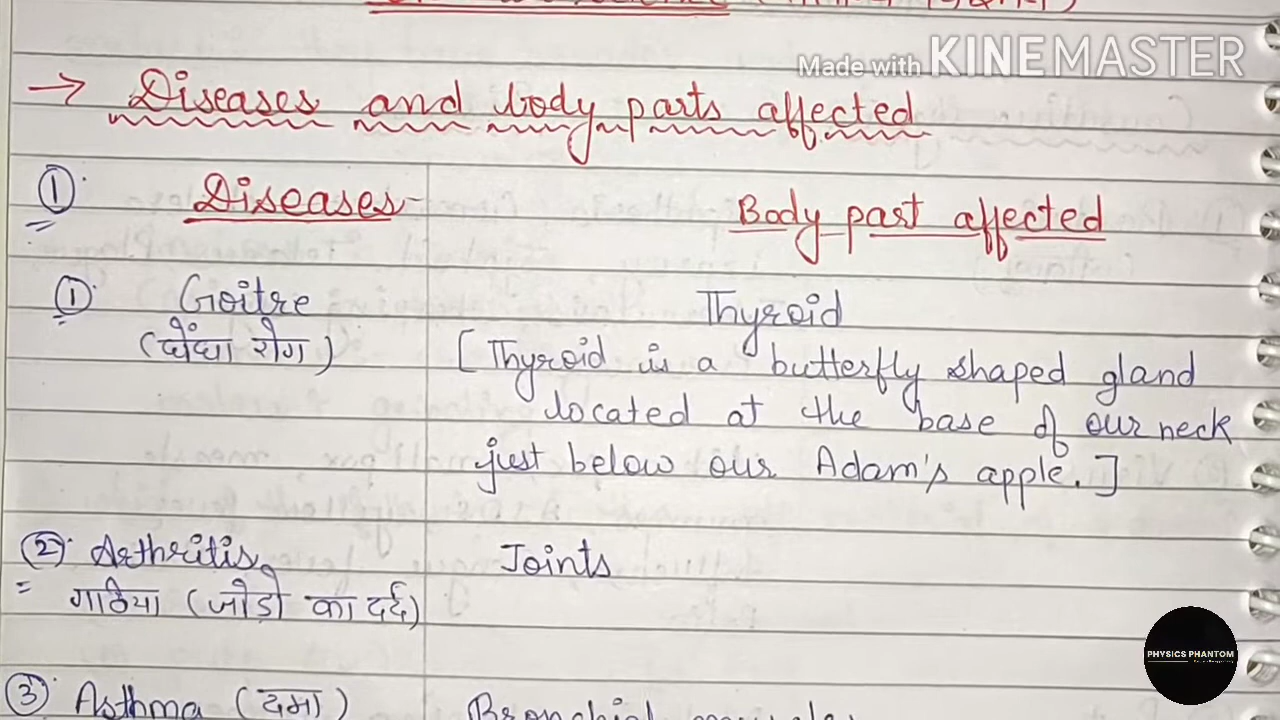 Made with KINEMASTER
→ Diseases and body parts affected
① Diseases- Body part affected
① Goitre Thyroid
(घेंघा रोग) [Thyroid is a butterfly shaped gland
located at the base of our neck
just below our Adam's apple.]
(2) Arthritis Joints
= गाठिया (जोड़ो का दर्द)
PHYSICS PHANTOM
③ Asthma (दमा) Bronchial muscles